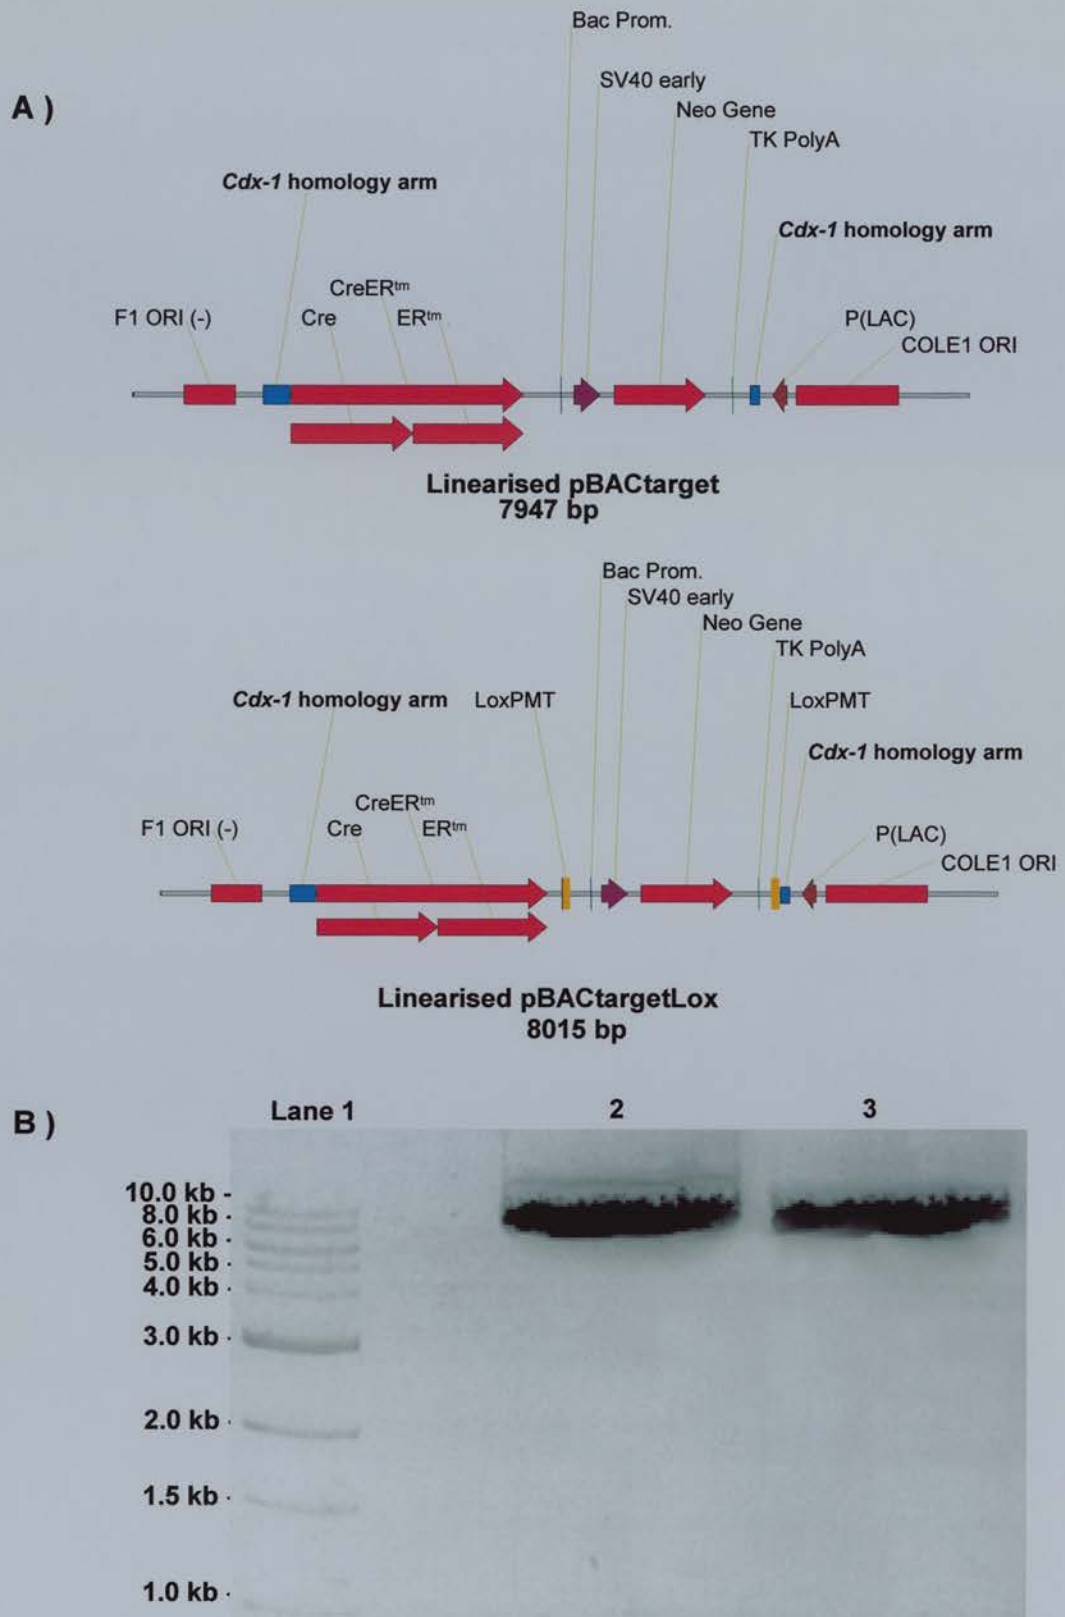 A )
Bac Prom.
SV40 early
Neo Gene
TK PolyA
Cdx-1 homology arm
Cdx-1 homology arm
CreERtm
F1 ORI (-)
Cre
ERtm
P(LAC)
COLE1 ORI
Linearised pBACtarget
7947 bp
Bac Prom.
SV40 early
Neo Gene
TK PolyA
Cdx-1 homology arm
LoxPMT
LoxPMT
Cdx-1 homology arm
CreERtm
F1 ORI (-)
Cre
ERtm
P(LAC)
COLE1 ORI
Linearised pBACtargetLox
8015 bp
B )
Lane 1
2
3
10.0 kb -
8.0 kb -
6.0 kb -
5.0 kb -
4.0 kb -
3.0 kb -
2.0 kb -
1.5 kb -
1.0 kb -